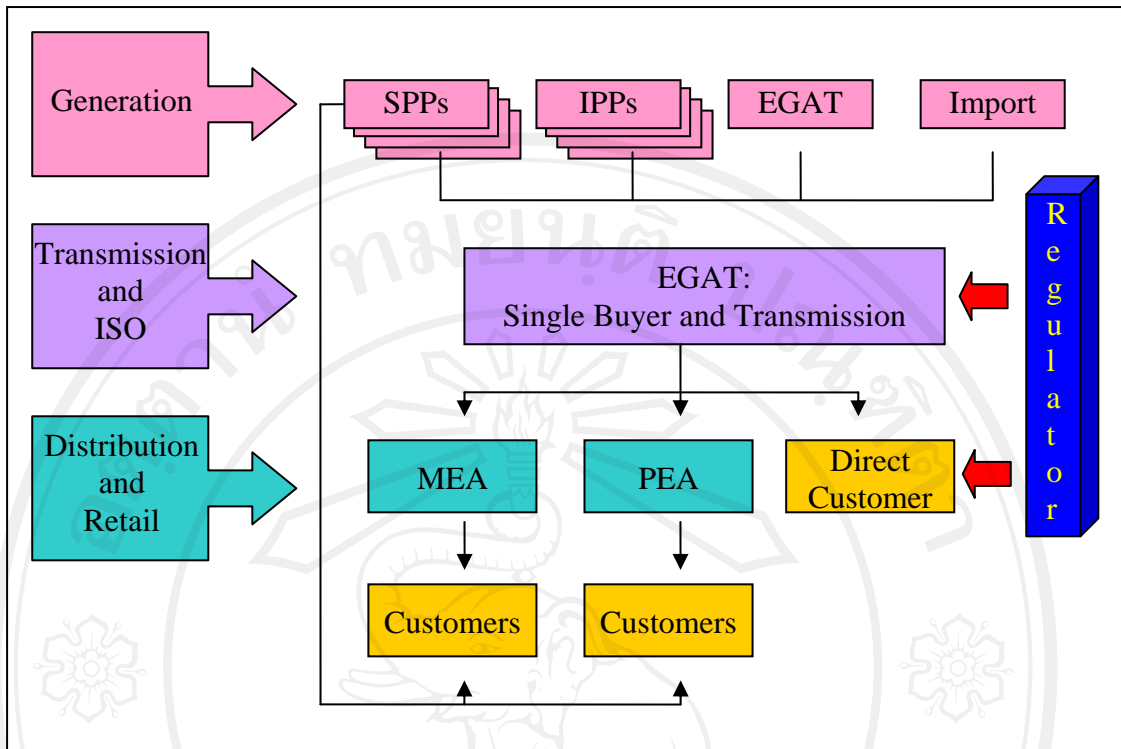 Generation
SPPs
IPPs
EGAT
Import
Transmission
and
ISO
EGAT:
Single Buyer and Transmission
Regulator
Distribution
and
Retail
MEA
PEA
Direct
Customer
Customers
Customers